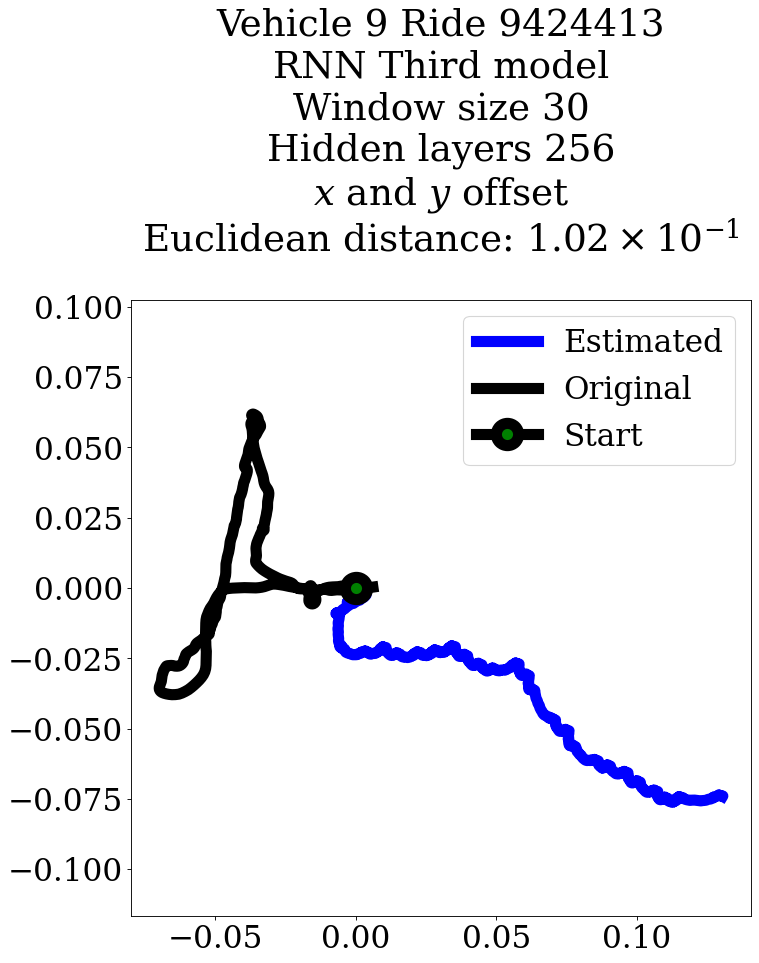 Vehicle 9 Ride 9424413
RNN Third model
Window size 30
Hidden layers 256
x and y offset
Euclidean distance: 1.02 × 10⁻¹
Estimated
Original
Start
0.100
0.075
0.050
0.025
0.000
−0.025
−0.050
−0.075
−0.100
−0.05
0.00
0.05
0.10